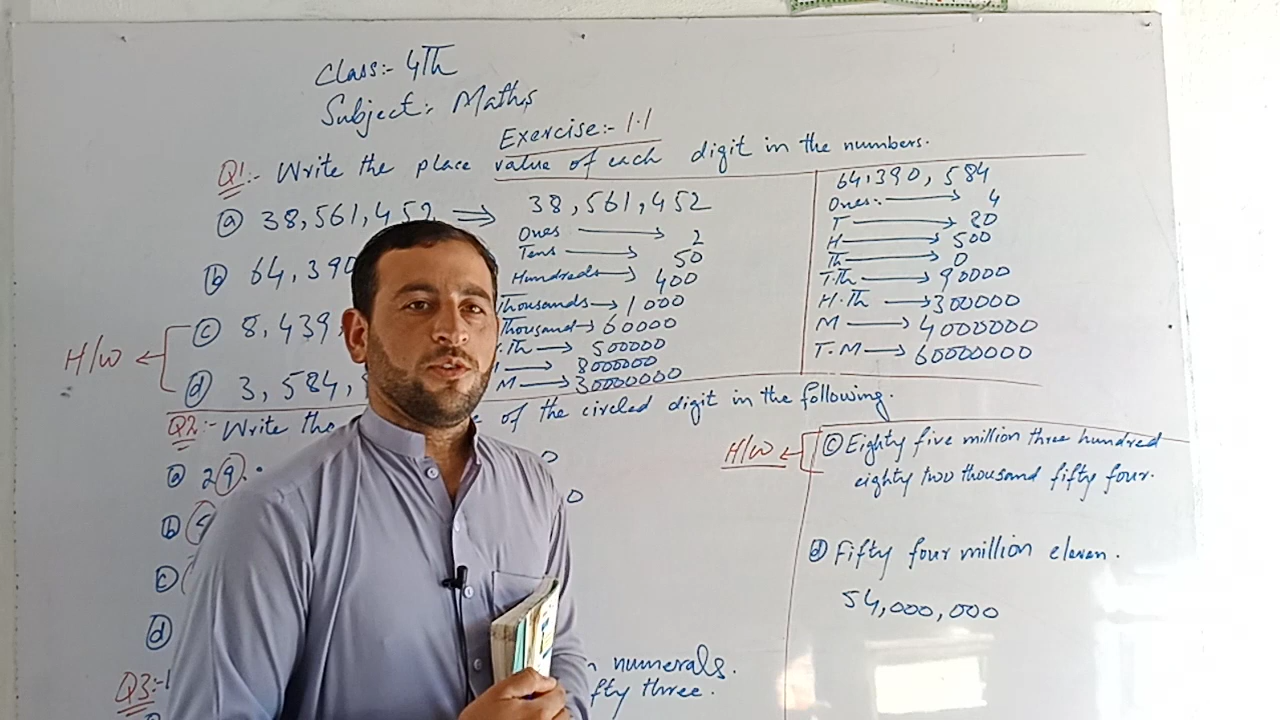 Class:- 4Th
Subject:- Maths
Exercise:- 1.1
Q1:- Write the place value of each digit in the numbers.
(a) 38,561,452 ⇒
(b) 64,390
(c) 8,439,
(d) 3,584,
H/W ←
38,561,452
Ones → 2
Tens → 50
Hundreds → 400
Thousands → 1000
Thousand → 60000
.Th → 500000
→ 8000000
M → 30000000
64,390,584
Ones:- → 4
T → 80
H → 500
Th → 0
T.Th → 90000
H.Th → 300000
M → 4000000
T.M → 60000000
Q2:- Write the of the circled digit in the following.
(a) 29
(b)
(c)
(d)
0
0
Q3:-
numerals.
fty three.
H/W ←
(c) Eighty five million three hundred
eighty two thousand fifty four.
(d) Fifty four million eleven.
54,000,000